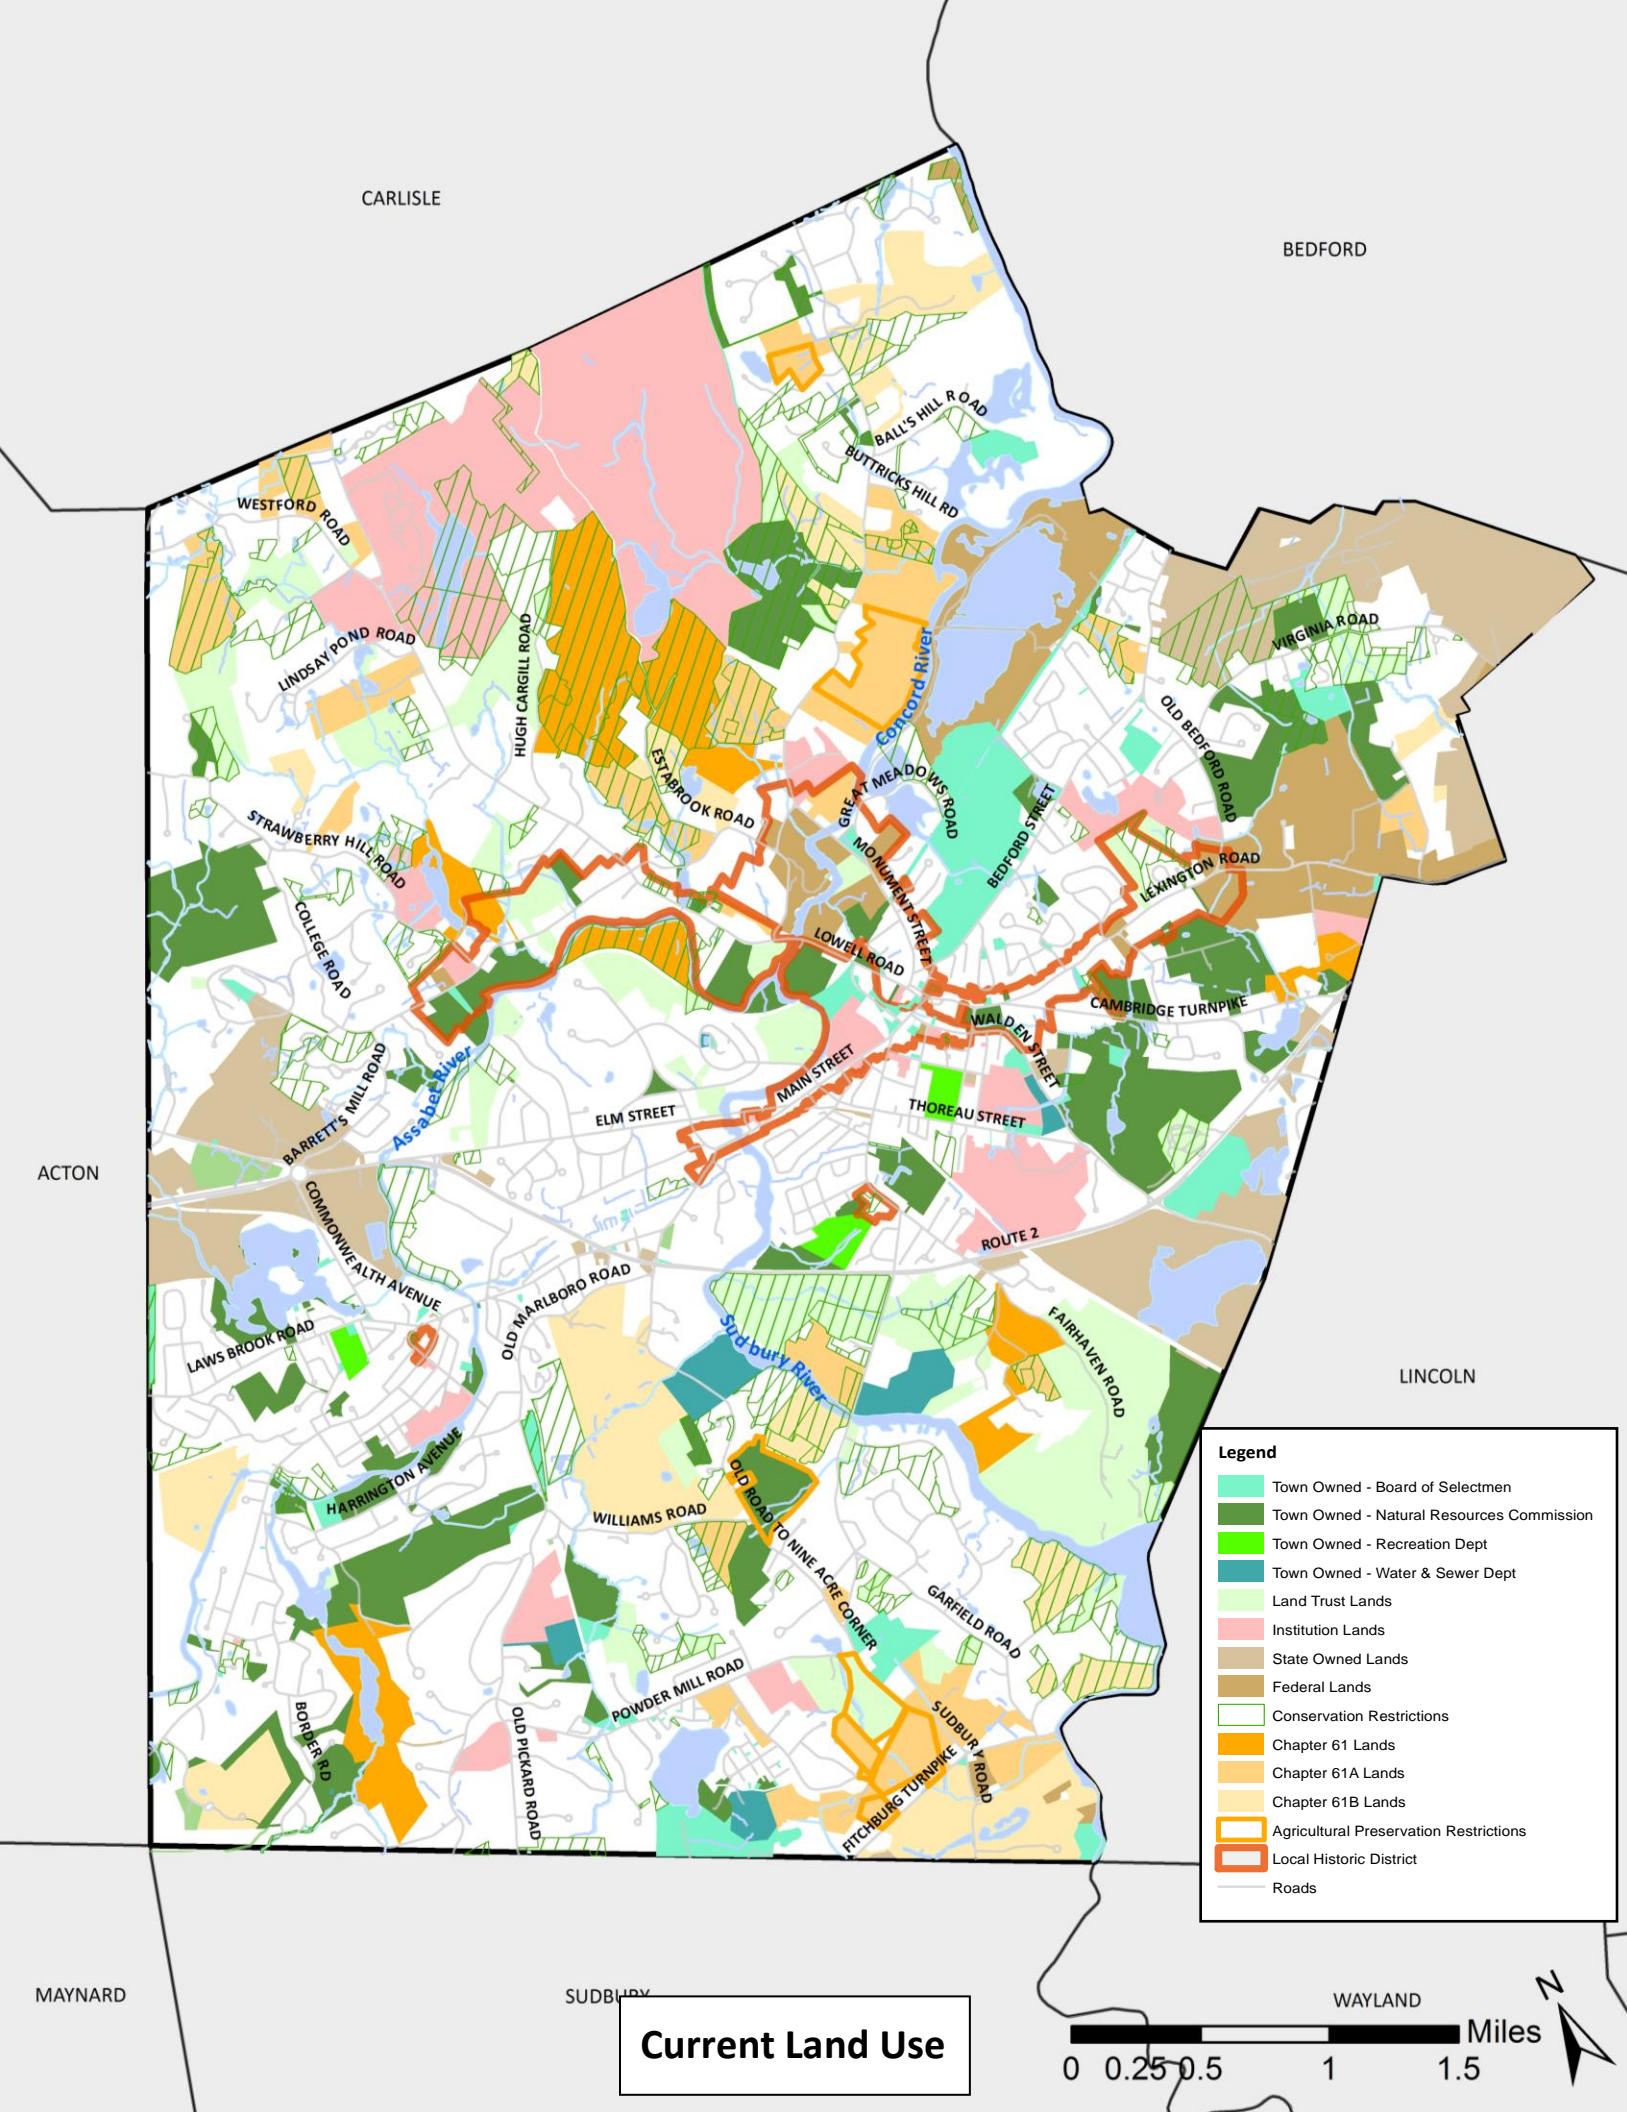 CARLISLE
BEDFORD
BALL'S HILL ROAD
BUTTRICKS HILL RD
WESTFORD ROAD
LINDSAY POND ROAD
HUGH CARGILL ROAD
VIRGINIA ROAD
Concord River
OLD BEDFORD ROAD
ESTABROOK ROAD
GREAT MEADOWS ROAD
STRAWBERRY HILL ROAD
MONUMENT STREET
BEDFORD STREET
LEXINGTON ROAD
COLLEGE ROAD
LOWELL ROAD
CAMBRIDGE TURNPIKE
WALDEN STREET
BARRETT'S MILL ROAD
Assabet River
MAIN STREET
ELM STREET
THOREAU STREET
ACTON
COMMONWEALTH AVENUE
ROUTE 2
OLD MARLBORO ROAD
LAWS BROOK ROAD
Sudbury River
FAIRHAVEN ROAD
LINCOLN
HARRINGTON AVENUE
WILLIAMS ROAD
OLD ROAD TO NINE ACRE CORNER
GARFIELD ROAD
POWDER MILL ROAD
BORDER RD
OLD PICKARD ROAD
SUDBURY ROAD
FITCHBURG TURNPIKE
Legend
Town Owned - Board of Selectmen
Town Owned - Natural Resources Commission
Town Owned - Recreation Dept
Town Owned - Water & Sewer Dept
Land Trust Lands
Institution Lands
State Owned Lands
Federal Lands
Conservation Restrictions
Chapter 61 Lands
Chapter 61A Lands
Chapter 61B Lands
Agricultural Preservation Restrictions
Local Historic District
Roads
MAYNARD
SUDBURY
WAYLAND
N
Current Land Use
Miles
0 0.25 0.5 1 1.5